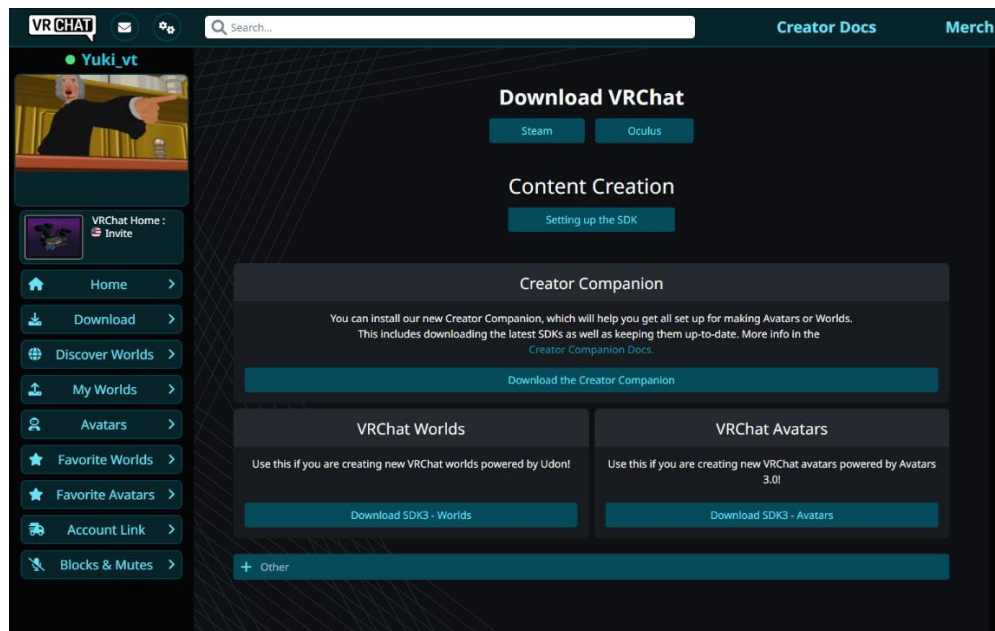 VRCHAT
Search...
Creator Docs
Merch
Yuki_vt
VRChat Home :
Invite
Home
Download
Discover Worlds
My Worlds
Avatars
Favorite Worlds
Favorite Avatars
Account Link
Blocks & Mutes
Download VRChat
Steam
Oculus
Content Creation
Setting up the SDK
Creator Companion
You can install our new Creator Companion, which will help you get all set up for making Avatars or Worlds.
This includes downloading the latest SDKs as well as keeping them up-to-date. More info in the
Creator Companion Docs.
Download the Creator Companion
VRChat Worlds
Use this if you are creating new VRChat worlds powered by Udon!
Download SDK3 - Worlds
VRChat Avatars
Use this if you are creating new VRChat avatars powered by Avatars
3.0!
Download SDK3 - Avatars
+ Other